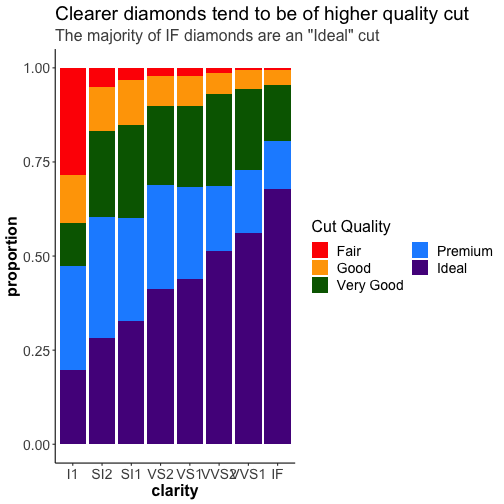 Clearer diamonds tend to be of higher quality cut
The majority of IF diamonds are an "Ideal" cut
1.00
0.75
0.50
0.25
0.00
proportion
I1 SI2 SI1 VS2 VS1 VVS2 VVS1 IF
clarity
Cut Quality
Fair
Good
Very Good
Premium
Ideal